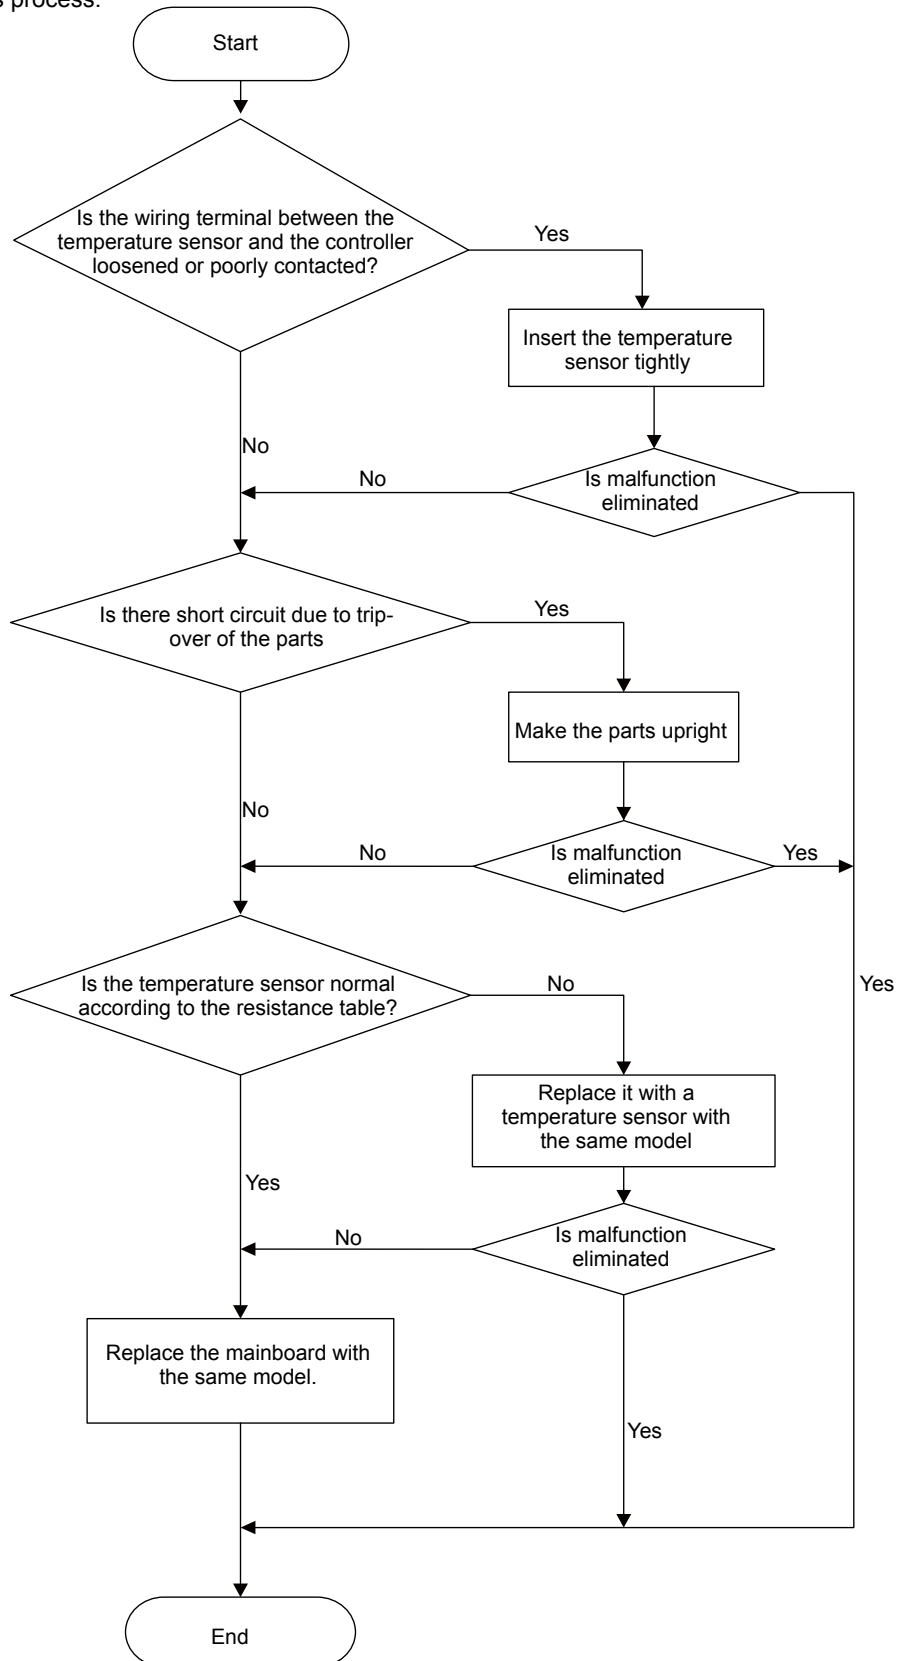 s process.
Start
Is the wiring terminal between the
temperature sensor and the controller
loosened or poorly contacted?
Yes
Insert the temperature
sensor tightly
No
No
Is malfunction
eliminated
Is there short circuit due to trip-
over of the parts
Yes
Make the parts upright
No
No
Is malfunction
eliminated
Yes
Is the temperature sensor normal
according to the resistance table?
No
Yes
Replace it with a
temperature sensor with
the same model
Yes
No
Is malfunction
eliminated
Replace the mainboard with
the same model.
Yes
End